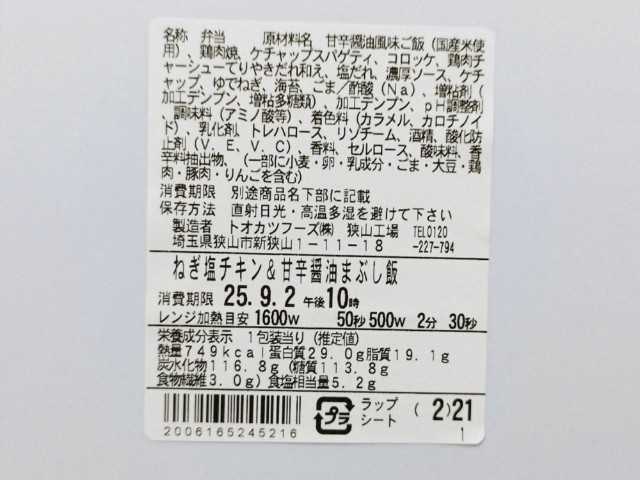 名称 弁当　原材料名 甘辛醤油風味ご飯（国産米使
用）、鶏肉焼、ケチャップスパゲティ、コロッケ、鶏肉チ
ャーシューてりやきだれ和え、塩だれ、濃厚ソース、ケチ
ャップ、ゆでねぎ、海苔、ごま／酢酸（Ｎａ）、増粘剤（
加工デンプン、増粘多糖類）、加工デンプン、ｐＨ調整剤
、調味料（アミノ酸等）、着色料（カラメル、カロチノイ
ド）、乳化剤、トレハロース、リゾチーム、酒精、酸化防
止剤（Ｖ．Ｅ、Ｖ．Ｃ）、香料、セルロース、酸味料、香
辛料抽出物、（一部に小麦・卵・乳成分・ごま・大豆・鶏
肉・豚肉・りんごを含む）
消費期限　別途商品名下部に記載
保存方法　直射日光・高温多湿を避けて下さい
製造者　トオカツフーズ㈱ 狭山工場 TEL0120
埼玉県狭山市新狭山１－１１－１８ -227-794
ねぎ塩チキン＆甘辛醤油まぶし飯
消費期限 25.9.2 午後10時
レンジ加熱目安 1600W 50秒 500W 2分 30秒
栄養成分表示 １包装当り（推定値）
熱量７４９ｋｃａｌ蛋白質２９．０ｇ脂質１９．１ｇ
炭水化物１１６．８ｇ（糖質１１３．８ｇ
食物繊維３．０ｇ）食塩相当量５．２ｇ
2006165245216
プラ
ラップ
シート
(2)21
1